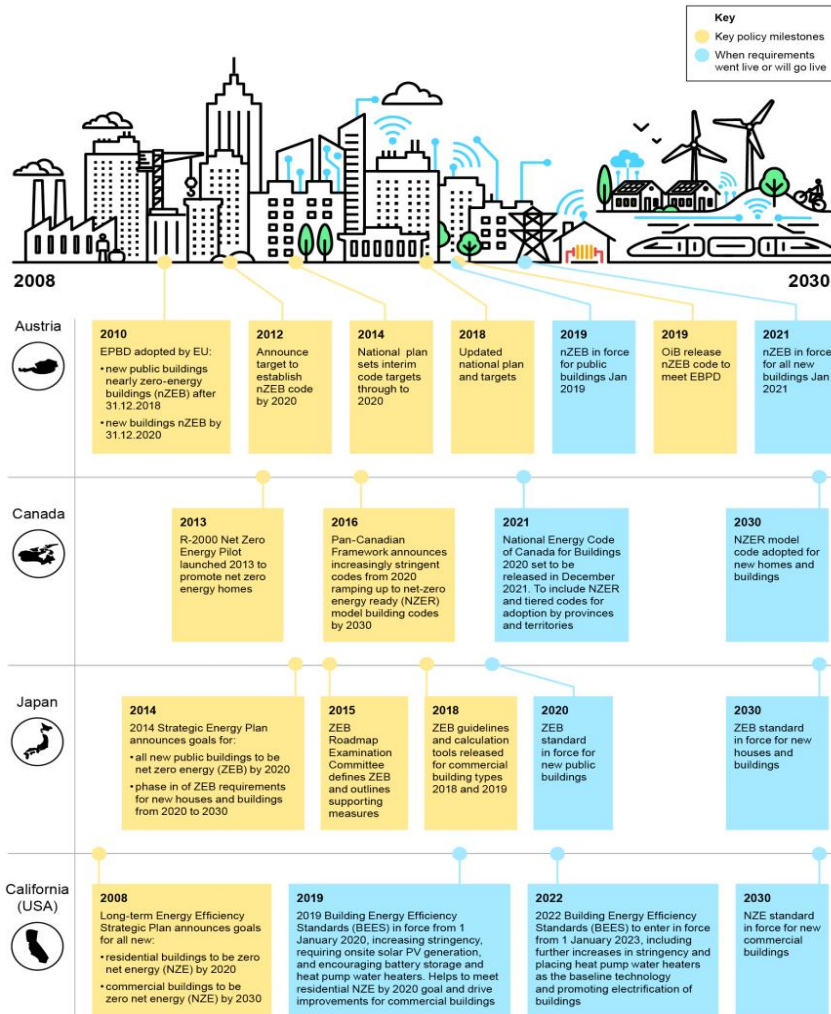 Key
Key policy milestones
When requirements
went live or will go live
2008
2030
Austria
2010
EPBD adopted by EU:
• new public buildings
nearly zero-energy
buildings (nZEB) after
31.12.2018
• new buildings nZEB by
31.12.2020
2012
Announce
target to
establish
nZEB code
by 2020
2014
National plan
sets interim
code targets
through to
2020
2018
Updated
national plan
and targets
2019
nZEB in force
for public
buildings Jan
2019
2019
OiB release
nZEB code to
meet EBPD
2021
nZEB in force
for all new
buildings Jan
2021
Canada
2013
R-2000 Net Zero
Energy Pilot
launched 2013 to
promote net zero
energy homes
2016
Pan-Canadian
Framework announces
increasingly stringent
codes from 2020
ramping up to net-zero
energy ready (NZER)
model building codes
by 2030
2021
National Energy Code
of Canada for Buildings
2020 set to be
released in December
2021. To include NZER
and tiered codes for
adoption by provinces
and territories
2030
NZER model
code adopted for
new homes and
buildings
Japan
2014
2014 Strategic Energy Plan
announces goals for:
• all new public buildings to be
net zero energy (ZEB) by 2020
• phase in of ZEB requirements
for new houses and buildings
from 2020 to 2030
2015
ZEB
Roadmap
Examination
Committee
defines ZEB
and outlines
supporting
measures
2018
ZEB guidelines
and calculation
tools released
for commercial
building types
2018 and 2019
2020
ZEB
standard
in force for
new public
buildings
2030
ZEB standard
in force for new
houses and
buildings
California
(USA)
2008
Long-term Energy Efficiency
Strategic Plan announces goals
for all new:
• residential buildings to be zero
net energy (NZE) by 2020
• commercial buildings to be
zero net energy (NZE) by 2030
2019
2019 Building Energy Efficiency
Standards (BEES) in force from 1
January 2020, increasing stringency,
requiring onsite solar PV generation,
and encouraging battery storage and
heat pump water heaters. Helps to meet
residential NZE by 2020 goal and drive
improvements for commercial buildings
2022
2022 Building Energy Efficiency
Standards (BEES) to enter in force
from 1 January 2023, including
further increases in stringency and
placing heat pump water heaters
as the baseline technology
and promoting electrification of
buildings
2030
NZE standard
in force for new
commercial
buildings